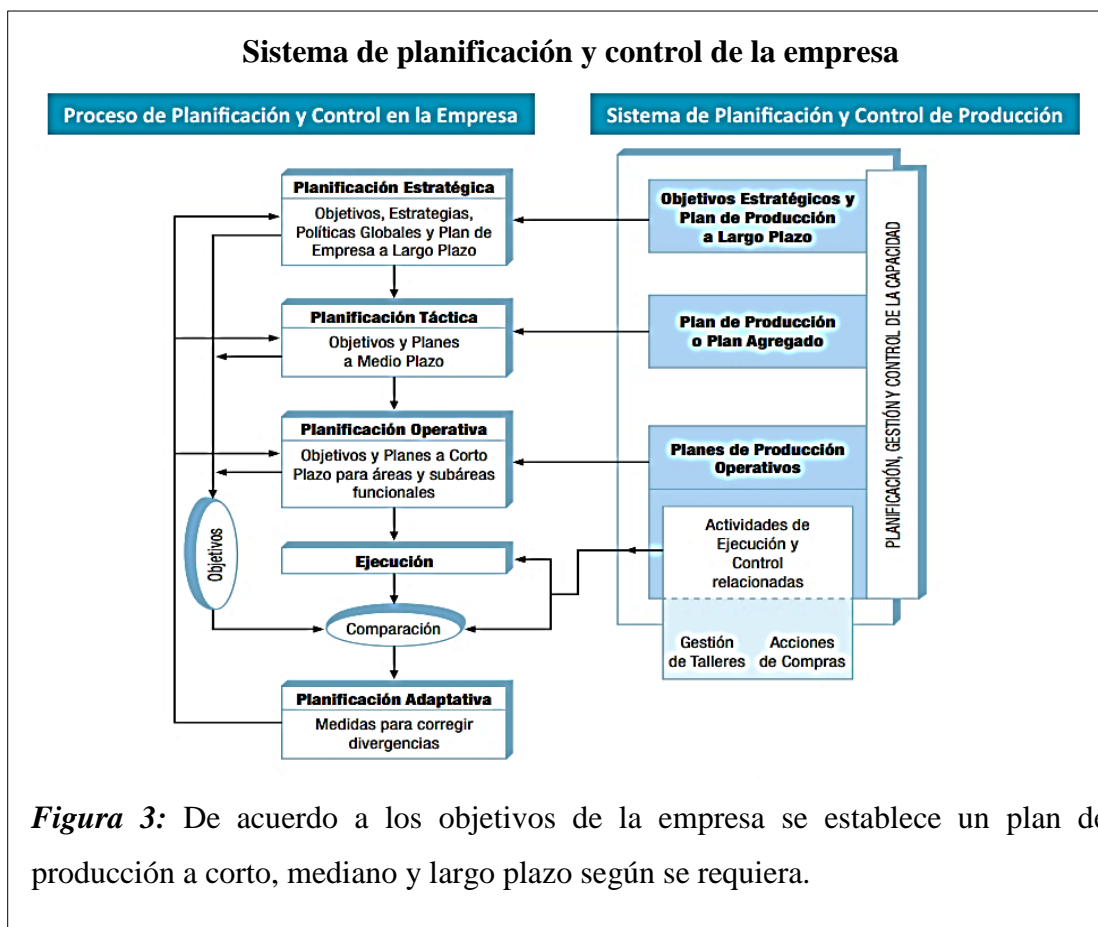 Sistema de planificación y control de la empresa
Proceso de Planificación y Control en la Empresa
Planificación Estratégica
Objetivos, Estrategias,
Políticas Globales y Plan de
Empresa a Largo Plazo
Planificación Táctica
Objetivos y Planes
a Medio Plazo
Planificación Operativa
Objetivos y Planes a Corto
Plazo para áreas y subáreas
funcionales
Objetivos
Ejecución
Comparación
Planificación Adaptativa
Medidas para corregir
divergencias
Sistema de Planificación y Control de Producción
Objetivos Estratégicos y
Plan de Producción
a Largo Plazo
Plan de Producción
o Plan Agregado
Planes de Producción
Operativos
Actividades de
Ejecución y
Control
relacionadas
Gestión
de Talleres
Acciones
de Compras
PLANIFICACIÓN, GESTIÓN Y CONTROL DE LA CAPACIDAD
Figura 3: De acuerdo a los objetivos de la empresa se establece un plan de
producción a corto, mediano y largo plazo según se requiera.